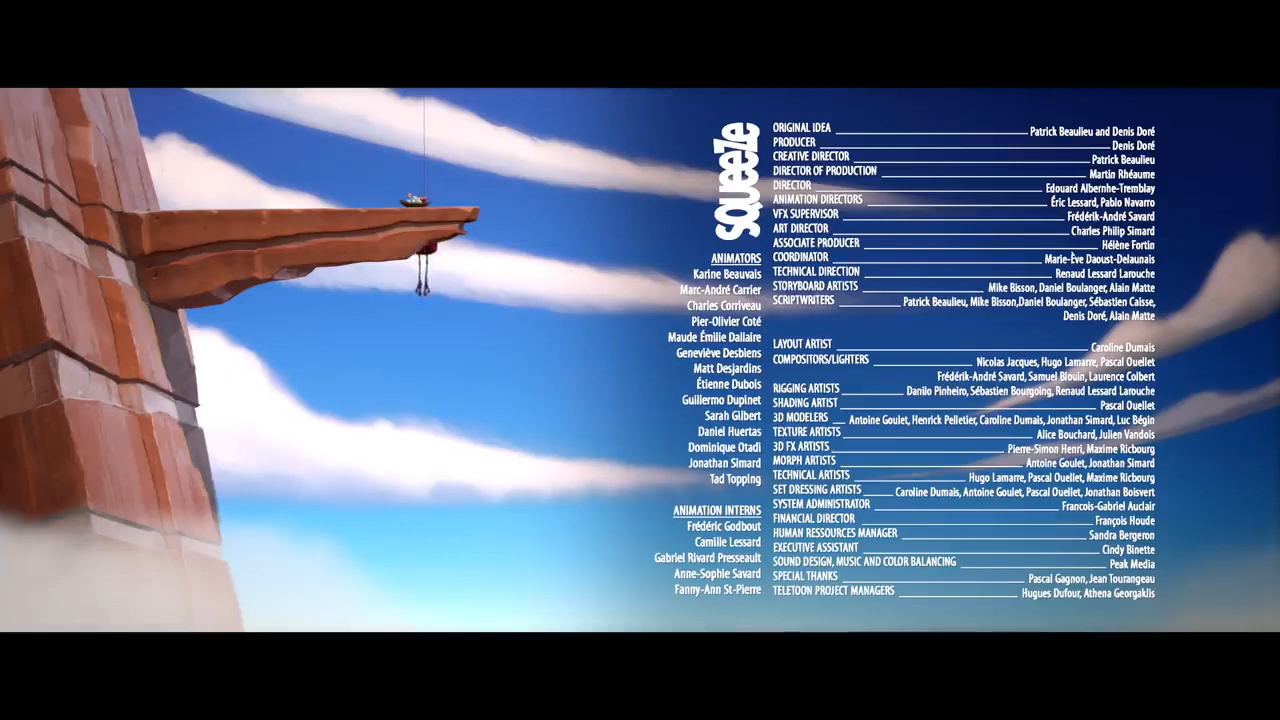 squeeze
ANIMATORS
Karine Beauvais
Marc-André Carrier
Charles Corriveau
Pier-Olivier Coté
Maude Émilie Dallaire
Geneviève Desbiens
Matt Desjardins
Étienne Dubois
Guillermo Dupinet
Sarah Gilbert
Daniel Huertas
Dominique Otadi
Jonathan Simard
Tad Topping
ANIMATION INTERNS
Frédéric Godbout
Camille Lessard
Gabriel Rivard Presseault
Anne-Sophie Savard
Fanny-Ann St-Pierre
ORIGINAL IDEA Patrick Beaulieu and Denis Doré
PRODUCER Denis Doré
CREATIVE DIRECTOR Patrick Beaulieu
DIRECTOR OF PRODUCTION Martin Rhéaume
DIRECTOR Edouard Albernhe-Tremblay
ANIMATION DIRECTORS Éric Lessard, Pablo Navarro
VFX SUPERVISOR Frédérik-André Savard
ART DIRECTOR Charles Philip Simard
ASSOCIATE PRODUCER Hélène Fortin
COORDINATOR Marie-Ève Daoust-Delaunais
TECHNICAL DIRECTION Renaud Lessard Larouche
STORYBOARD ARTISTS Mike Bisson, Daniel Boulanger, Alain Matte
SCRIPTWRITERS Patrick Beaulieu, Mike Bisson,Daniel Boulanger, Sébastien Caisse,
Denis Doré, Alain Matte
LAYOUT ARTIST Caroline Dumais
COMPOSITORS/LIGHTERS Nicolas Jacques, Hugo Lamarre, Pascal Ouellet
Frédérik-André Savard, Samuel Blouin, Laurence Colbert
RIGGING ARTISTS Danilo Pinheiro, Sébastien Bourgoing, Renaud Lessard Larouche
SHADING ARTIST Pascal Ouellet
3D MODELERS Antoine Goulet, Henrick Pelletier, Caroline Dumais, Jonathan Simard, Luc Bégin
TEXTURE ARTISTS Alice Bouchard, Julien Vandois
3D FX ARTISTS Pierre-Simon Henri, Maxime Ricbourg
MORPH ARTISTS Antoine Goulet, Jonathan Simard
TECHNICAL ARTISTS Hugo Lamarre, Pascal Ouellet, Maxime Ricbourg
SET DRESSING ARTISTS Caroline Dumais, Antoine Goulet, Pascal Ouellet, Jonathan Boisvert
SYSTEM ADMINISTRATOR Francois-Gabriel Auclair
FINANCIAL DIRECTOR François Houde
HUMAN RESSOURCES MANAGER Sandra Bergeron
EXECUTIVE ASSISTANT Cindy Binette
SOUND DESIGN, MUSIC AND COLOR BALANCING Peak Media
SPECIAL THANKS Pascal Gagnon, Jean Tourangeau
TELETOON PROJECT MANAGERS Hugues Dufour, Athena Georgaklis